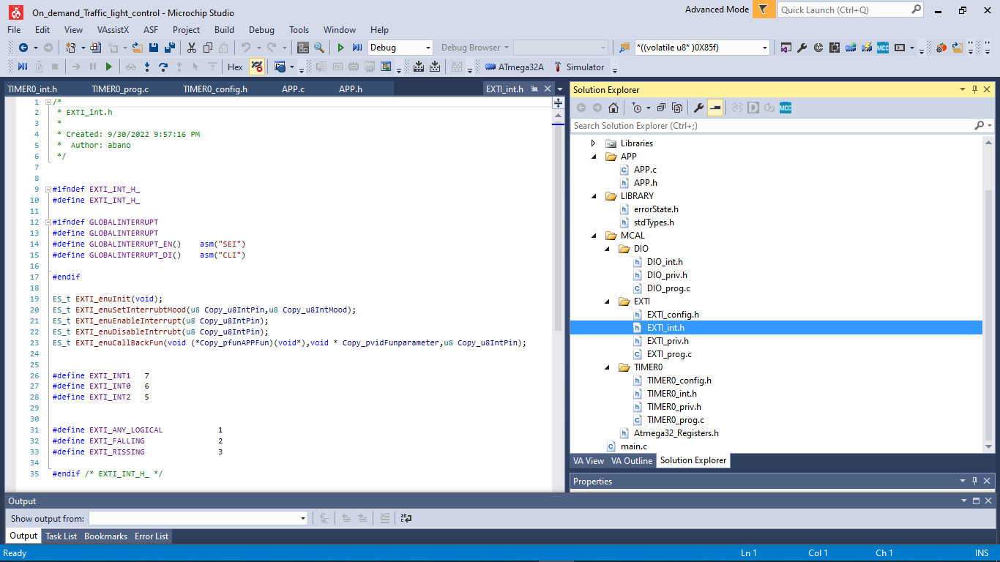 On_demand_Traffic_light_control - Microchip Studio
Advanced Mode
Quick Launch (Ctrl+Q)
File Edit View VAssistX ASF Project Build Debug Tools Window Help
Debug Debug Browser *((volatile u8* )0X85f)
Hex ATmega32A Simulator
TIMER0_int.h TIMER0_prog.c TIMER0_config.h APP.c APP.h EXTI_int.h
1 /*
2 * EXTI_int.h
3 *
4 * Created: 9/30/2022 9:57:16 PM
5 * Author: abano
6 */
7
8
9 #ifndef EXTI_INT_H_
10 #define EXTI_INT_H_
11
12 #ifndef GLOBALINTERRUPT
13 #define GLOBALINTERRUPT
14 #define GLOBALINTERRUPT_EN() asm("SEI")
15 #define GLOBALINTERRUPT_DI() asm("CLI")
16
17 #endif
18
19 ES_t EXTI_enuInit(void);
20 ES_t EXTI_enuSetInterrubtMood(u8 Copy_u8IntPin,u8 Copy_u8IntMood);
21 ES_t EXTI_enuEnableInterrupt(u8 Copy_u8IntPin);
22 ES_t EXTI_enuDisableIntrrubt(u8 Copy_u8IntPin);
23 ES_t EXTI_enuCallBackFun(void (*Copy_pfunAPPFun)(void*),void * Copy_pvidFunparameter,u8 Copy_u8IntPin);
24
25
26 #define EXTI_INT1 7
27 #define EXTI_INT0 6
28 #define EXTI_INT2 5
29
30
31 #define EXTI_ANY_LOGICAL 1
32 #define EXTI_FALLING 2
33 #define EXTI_RISSING 3
34
35 #endif /* EXTI_INT_H_ */
Solution Explorer
MCC
Search Solution Explorer (Ctrl+;)
Libraries
APP
APP.c
APP.h
LIBRARY
errorState.h
stdTypes.h
MCAL
DIO
DIO_int.h
DIO_priv.h
DIO_prog.c
EXTI
EXTI_config.h
EXTI_int.h
EXTI_priv.h
EXTI_prog.c
TIMER0
TIMER0_config.h
TIMER0_int.h
TIMER0_priv.h
TIMER0_prog.c
Atmega32_Registers.h
main.c
VA View VA Outline Solution Explorer
Properties
Output
Show output from:
Output Task List Bookmarks Error List
Ready Ln 1 Col 1 Ch 1 INS